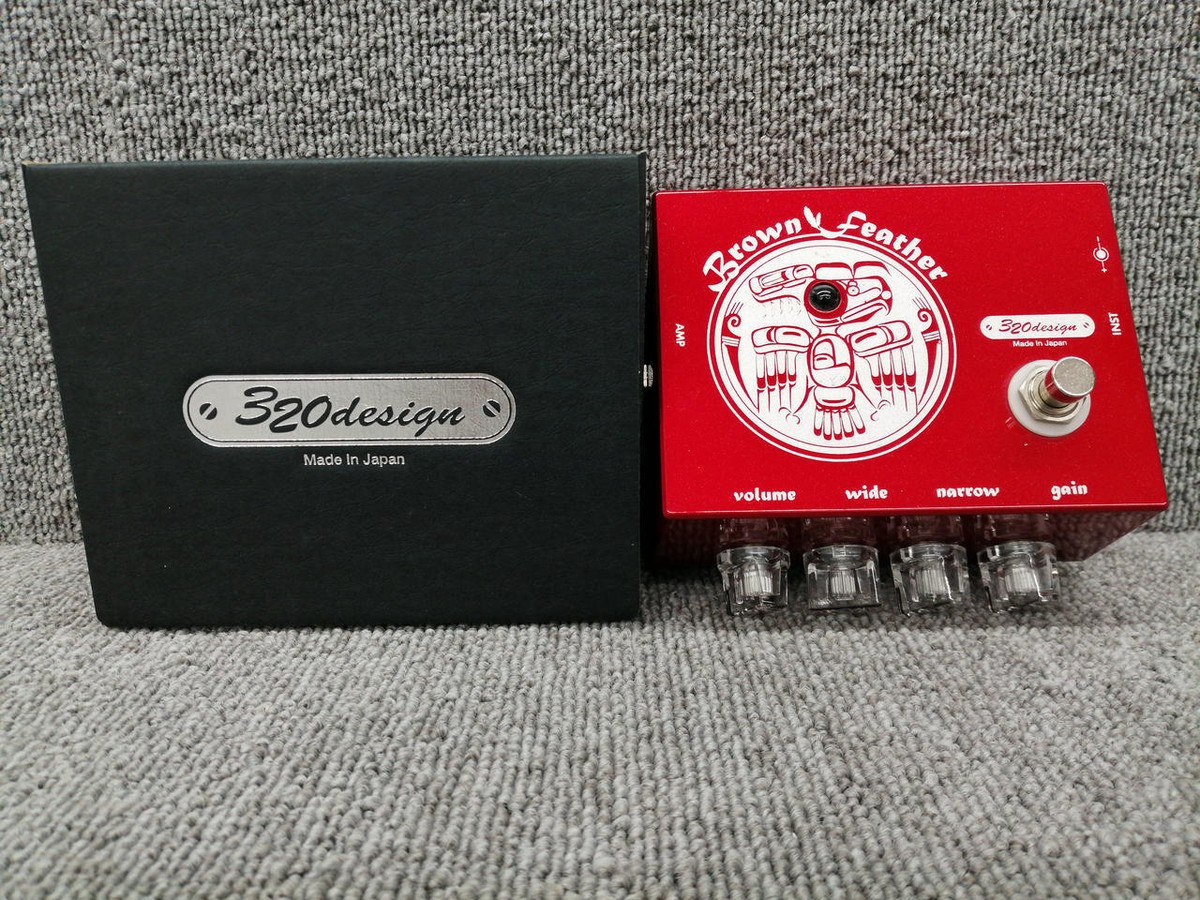 320design
Made In Japan
Brown Feather
AMP
- +
INST
320design
Made In Japan
volume wide narrow gain